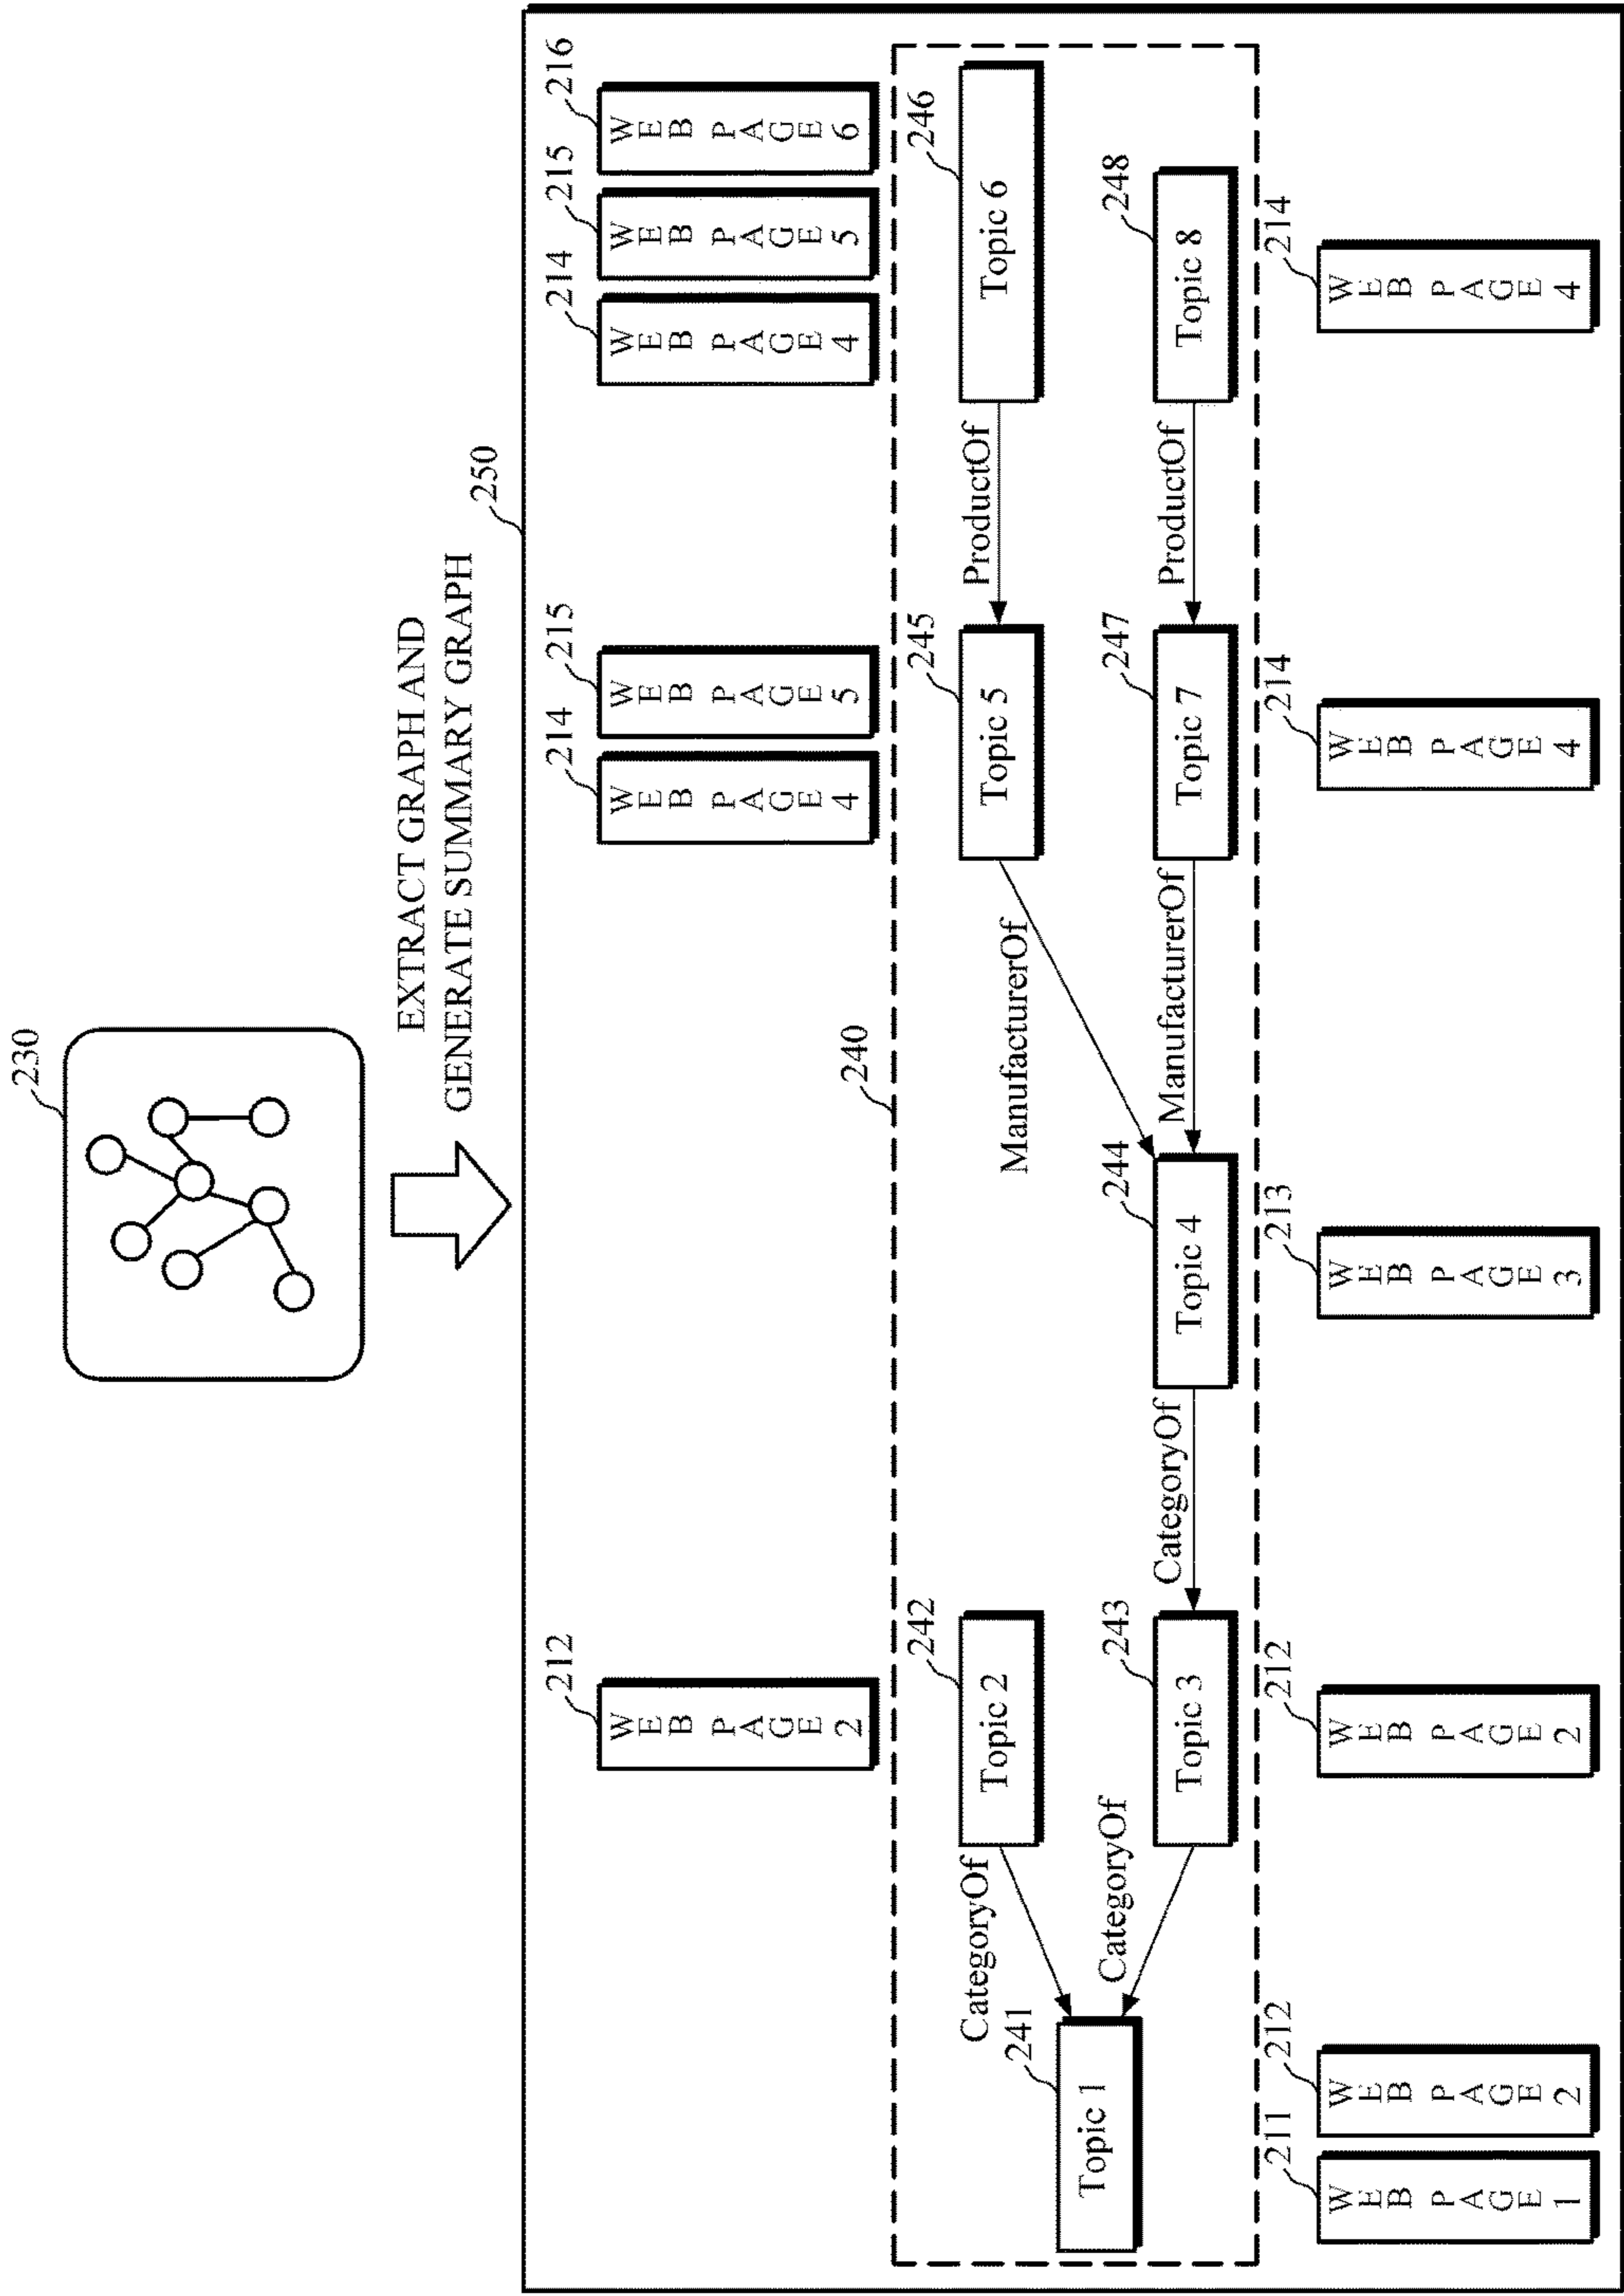 230
EXTRACT GRAPH AND
GENERATE SUMMARY GRAPH
250
212
214
215
214
215
216
WEB PAGE 2
WEB PAGE 4
WEB PAGE 5
WEB PAGE 4
WEB PAGE 5
WEB PAGE 6
240
242
245
246
Topic 2
Topic 5
Topic 6
CategoryOf
ManufacturerOf
ProductOf
241
Topic 1
CategoryOf
243
244
247
248
Topic 3
CategoryOf
Topic 4
ManufacturerOf
Topic 7
ProductOf
Topic 8
211
212
212
213
214
214
WEB PAGE 1
WEB PAGE 2
WEB PAGE 2
WEB PAGE 3
WEB PAGE 4
WEB PAGE 4